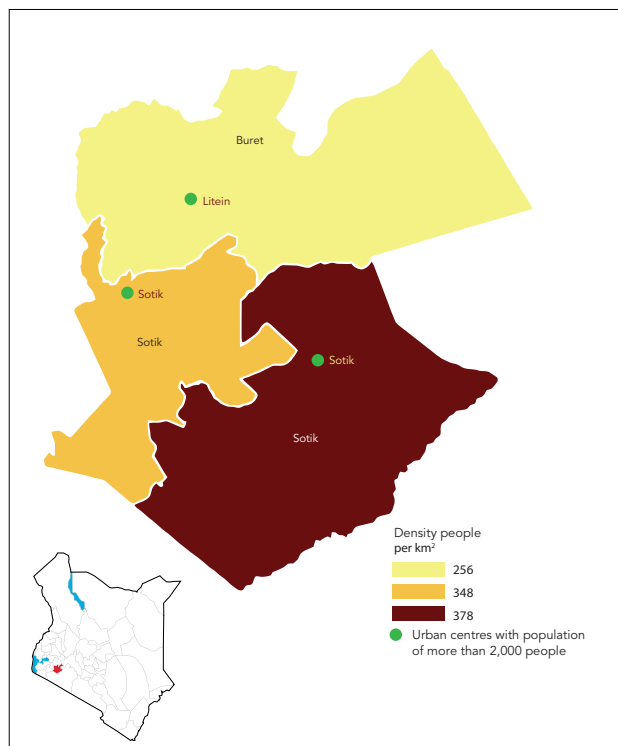 Buret
Litein
Sotik
Sotik
Sotik
Sotik
Density people
per km²
256
348
378
Urban centres with population
of more than 2,000 people